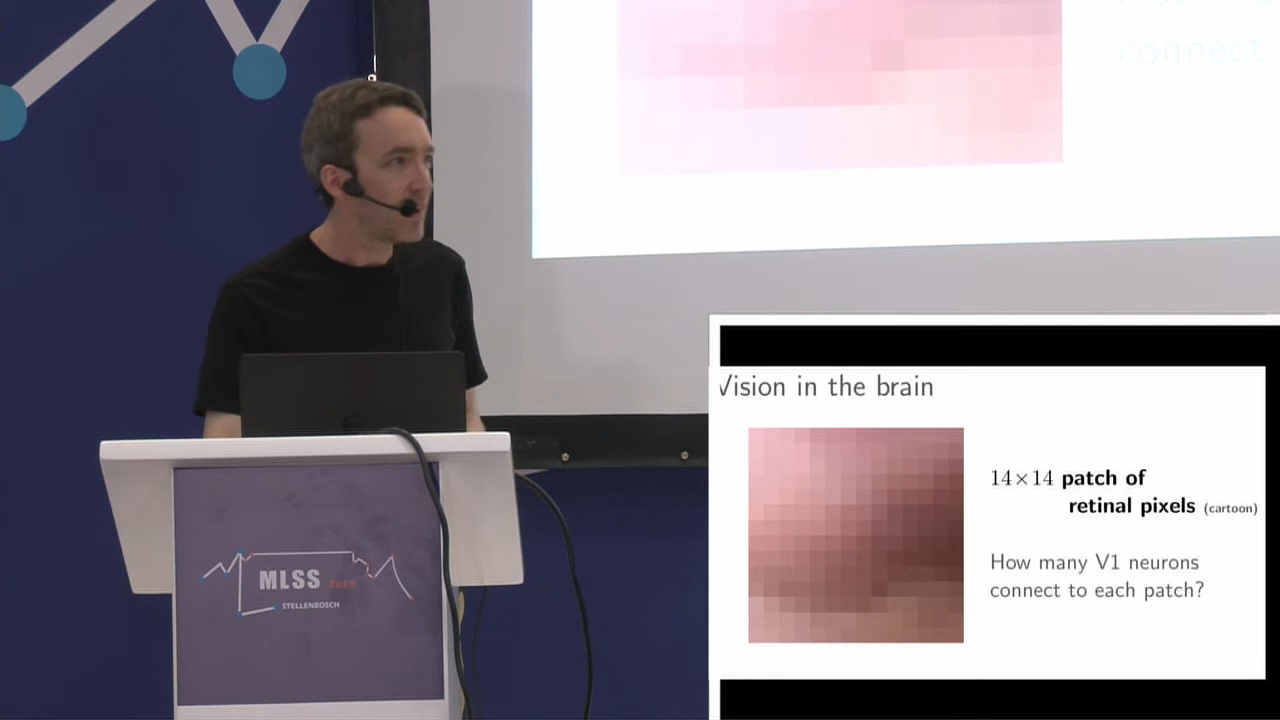 connect
Vision in the brain
14×14 patch of
retinal pixels (cartoon)
How many V1 neurons
connect to each patch?
MLSS 2019
STELLENBOSCH